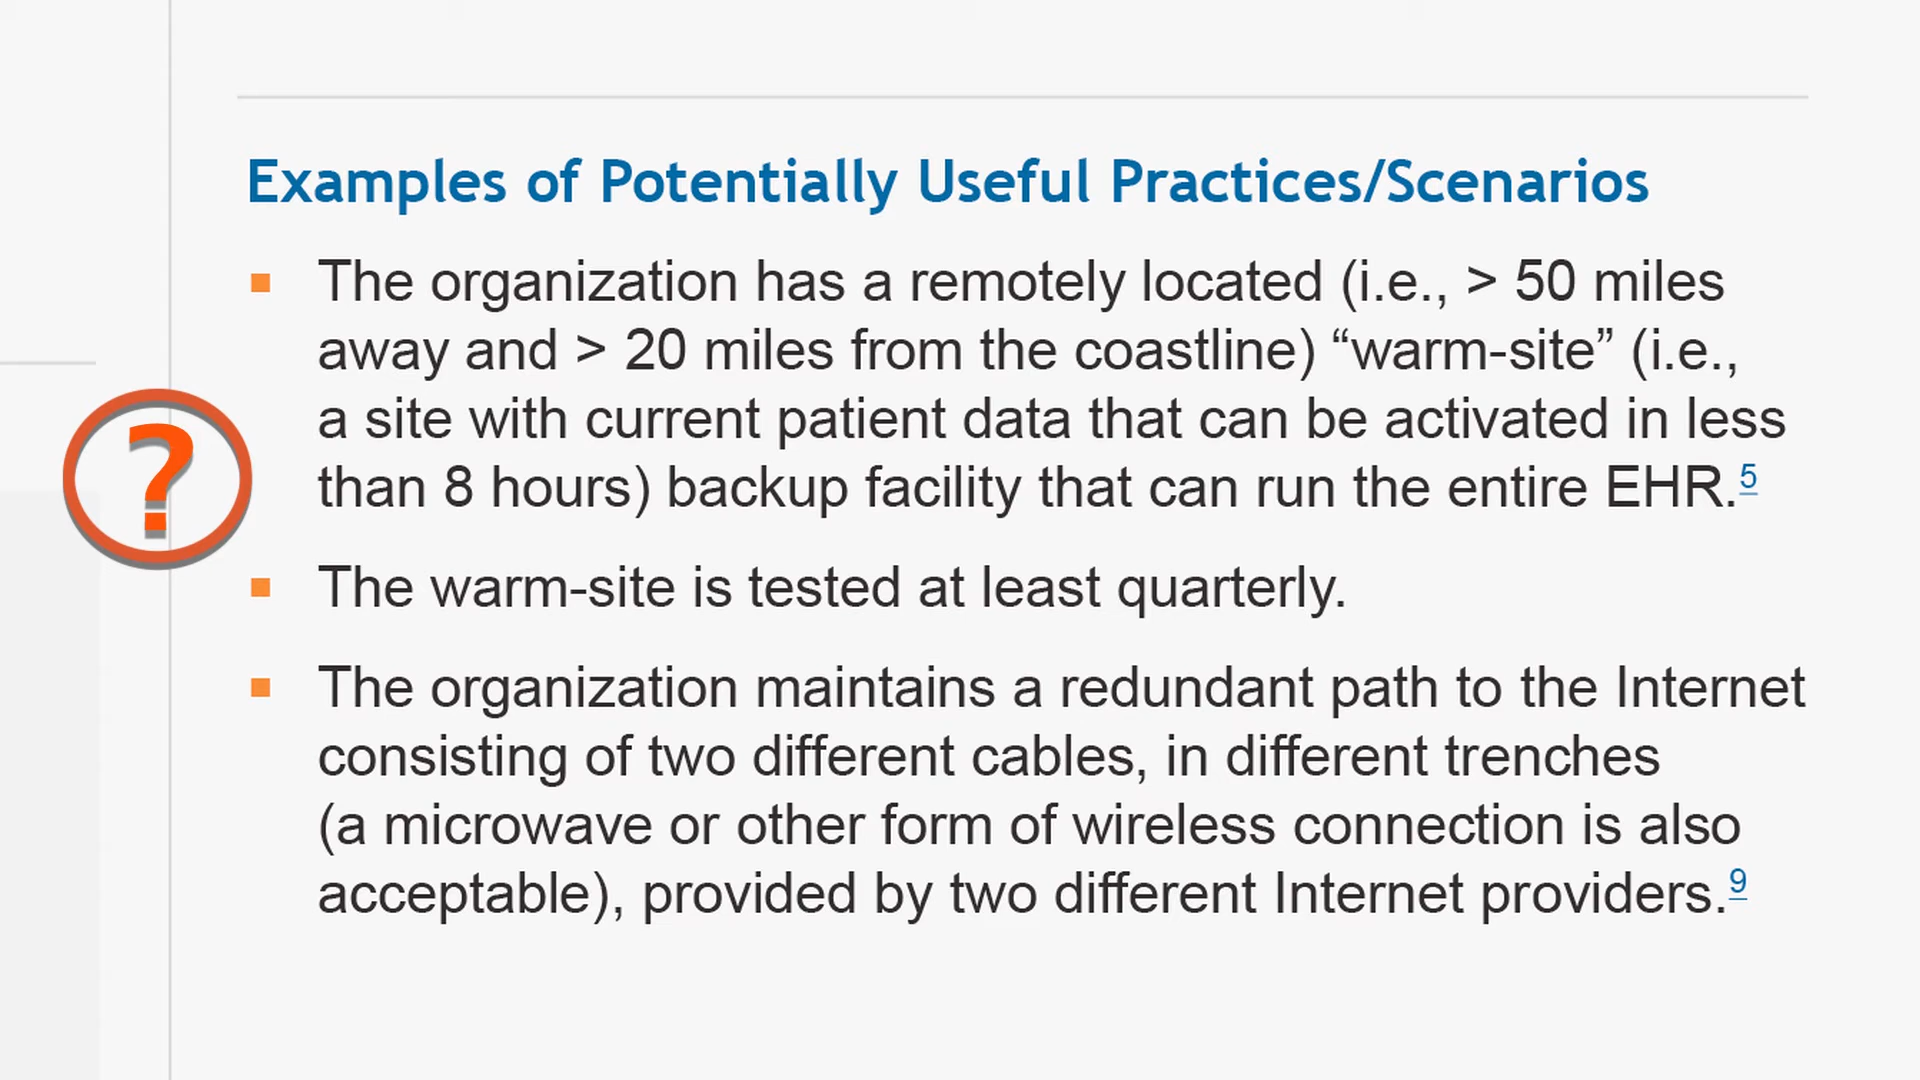 Examples of Potentially Useful Practices/Scenarios
▪ The organization has a remotely located (i.e., > 50 miles
away and > 20 miles from the coastline) “warm-site” (i.e.,
a site with current patient data that can be activated in less
than 8 hours) backup facility that can run the entire EHR.5
?
▪ The warm-site is tested at least quarterly.
▪ The organization maintains a redundant path to the Internet
consisting of two different cables, in different trenches
(a microwave or other form of wireless connection is also
acceptable), provided by two different Internet providers.9